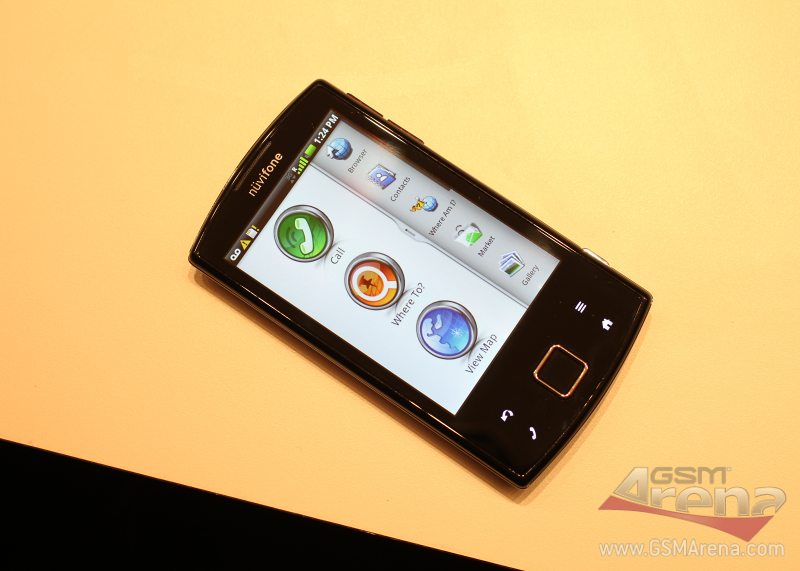 nüvifone
1:24 PM
Call
Where To?
View Map
Browser
Contacts
Where Am I?
Market
Gallery
GSM
Arena
www.GSMArena.com